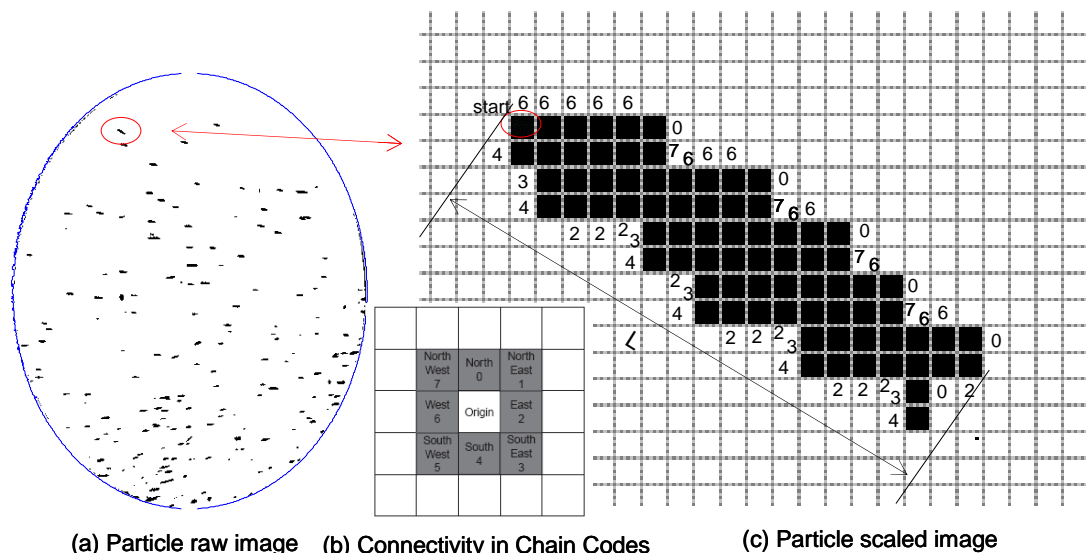 6 6 6 6 6
start
0
4 7 6 6 6
3 0
4 7 6 6
2 2 2 3 0
4 7 6
2 3 0
4 7 6 6
2 2 2 3 0
4
2 2 2 3 0 2
4
L
North West 7 North 0 North East 1
West 6 Origin East 2
South West 5 South 4 South East 3
(a) Particle raw image (b) Connectivity in Chain Codes (c) Particle scaled image